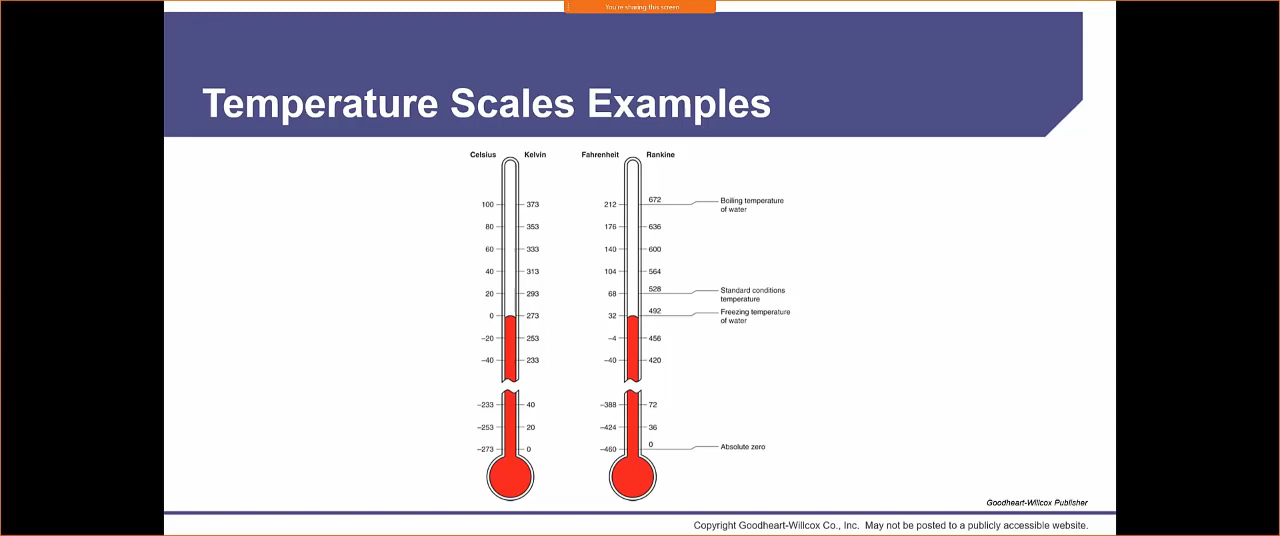 You're sharing this screen
Temperature Scales Examples
Celsius Kelvin Fahrenheit Rankine
100 373 212 672 Boiling temperature
of water
80 353 176 636
60 333 140 600
40 313 104 564
20 293 68 528 Standard conditions
temperature
0 273 32 492 Freezing temperature
of water
–20 253 –4 456
–40 233 –40 420
–233 40 –388 72
–253 20 –424 36
–273 0 –460 0 Absolute zero
Goodheart-Willcox Publisher
Copyright Goodheart-Willcox Co., Inc. May not be posted to a publicly accessible website.